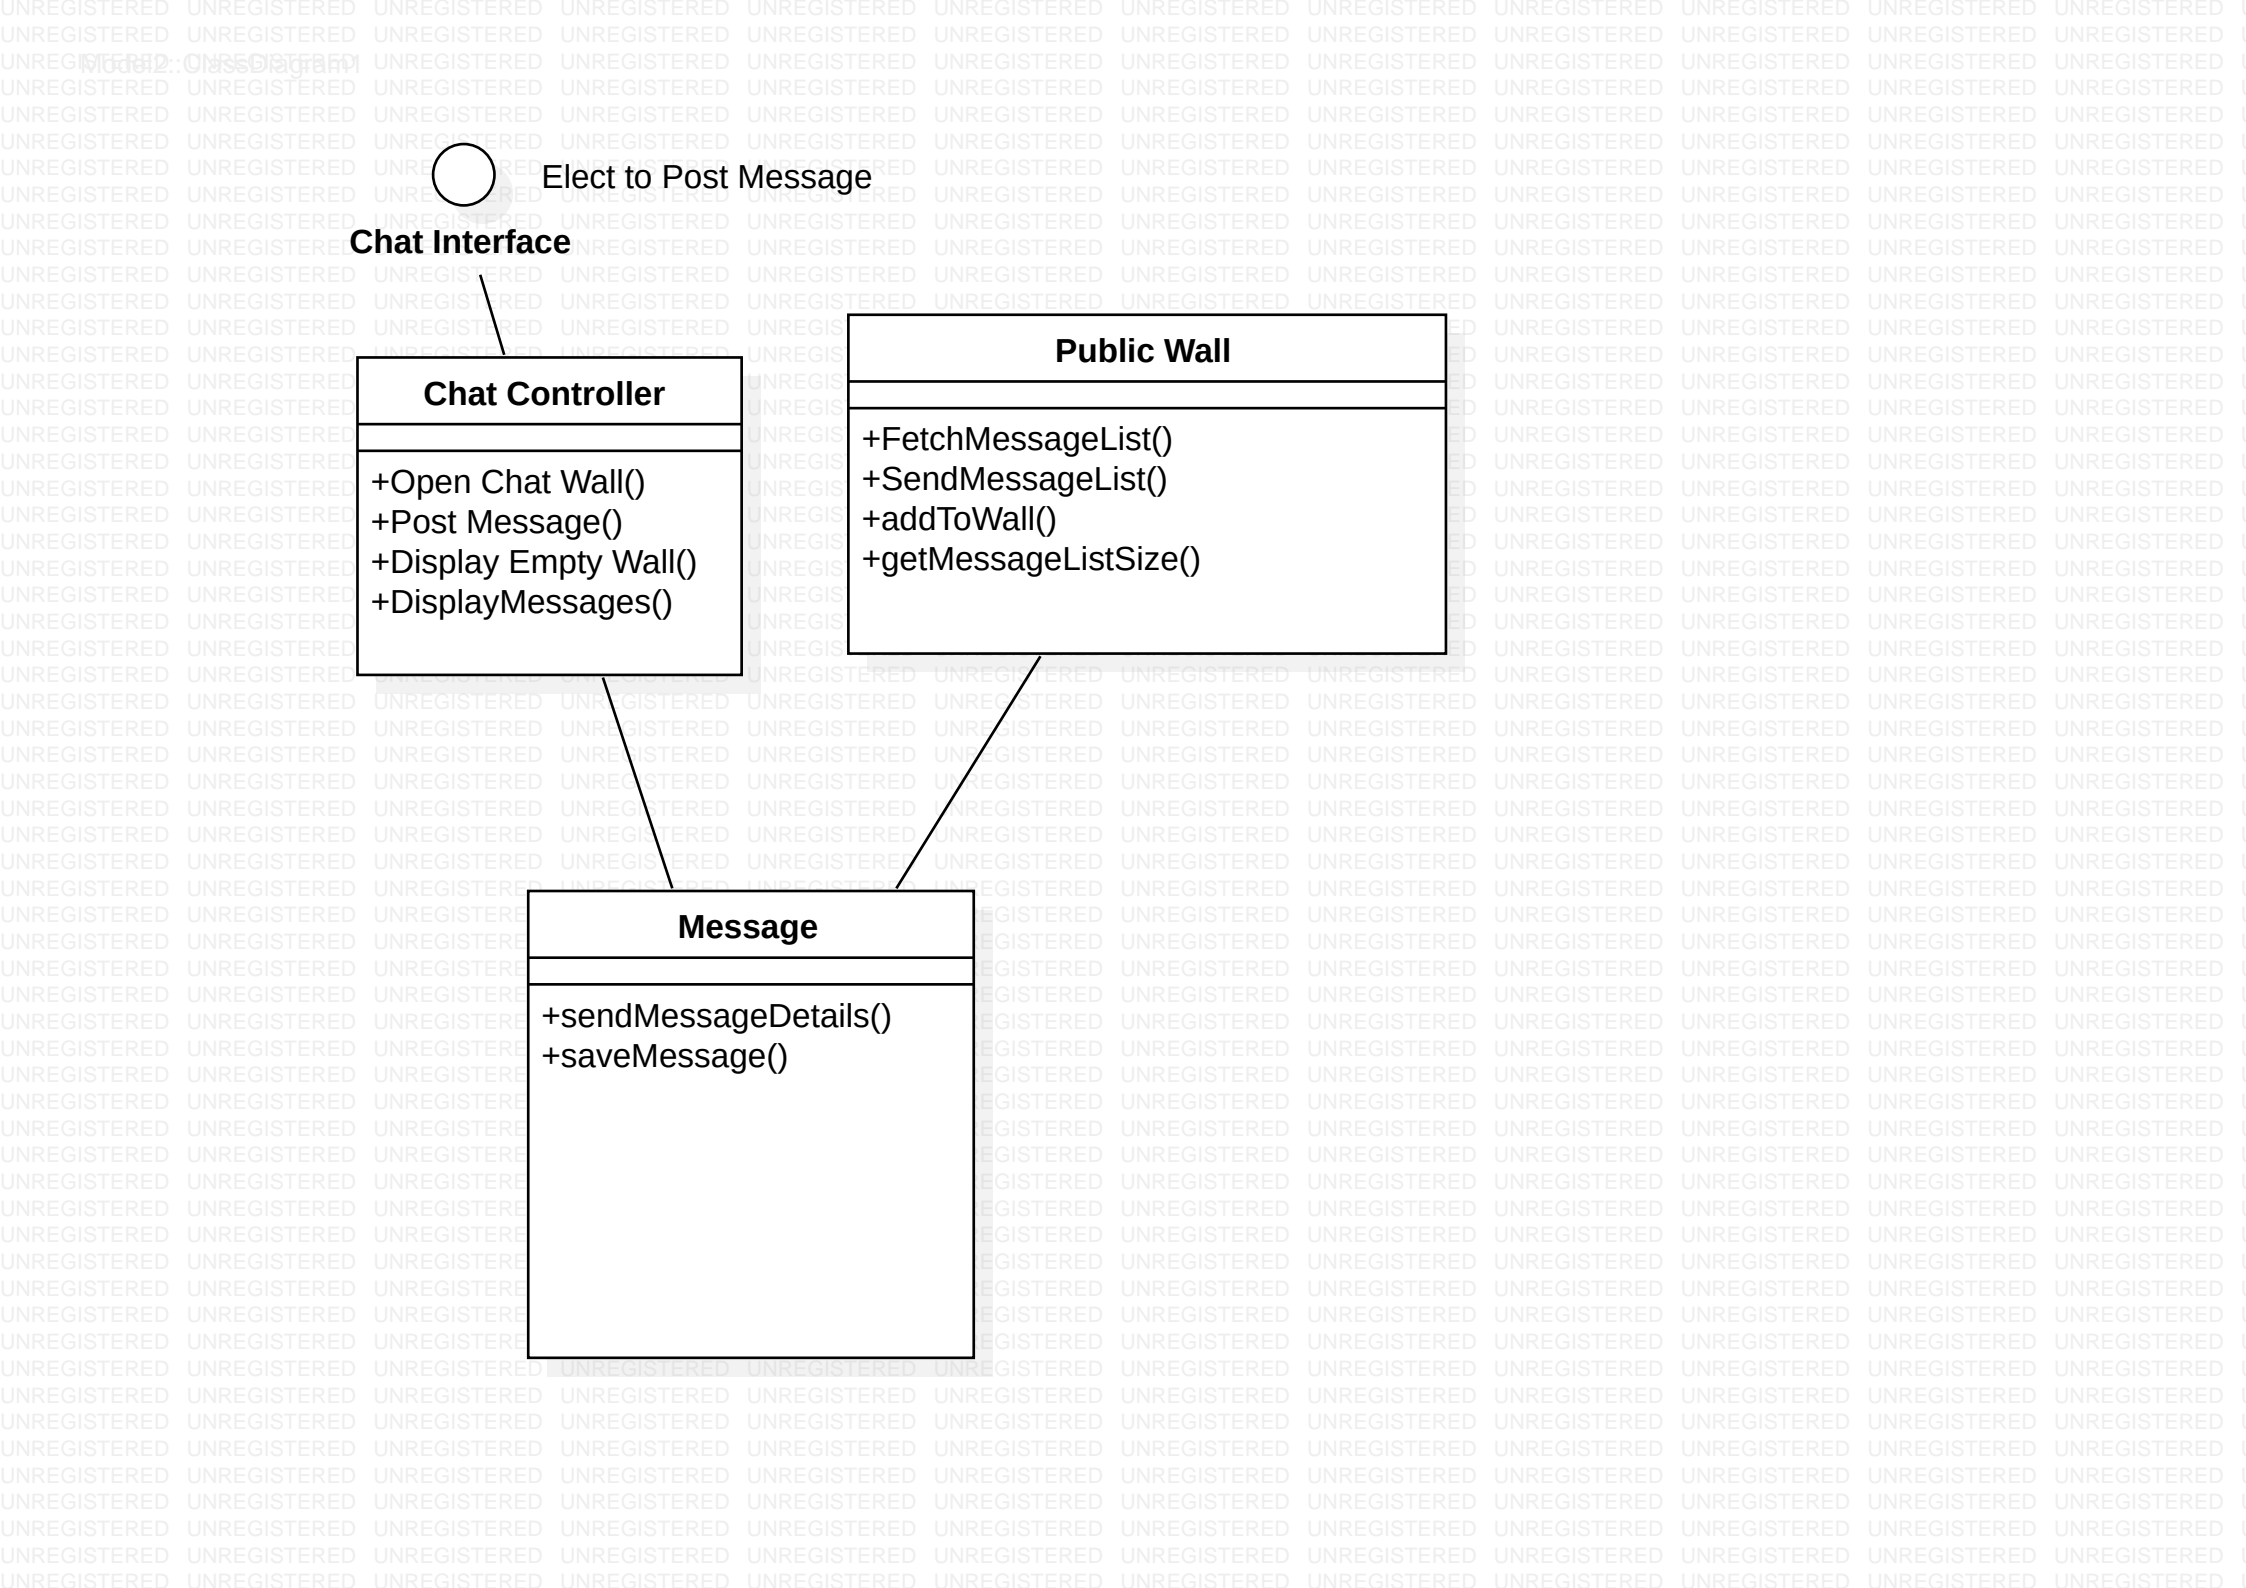 Model2::ClassDiagram1
Elect to Post Message
Chat Interface
Chat Controller
+Open Chat Wall()
+Post Message()
+Display Empty Wall()
+DisplayMessages()
Public Wall
+FetchMessageList()
+SendMessageList()
+addToWall()
+getMessageListSize()
Message
+sendMessageDetails()
+saveMessage()
UNREGISTERED